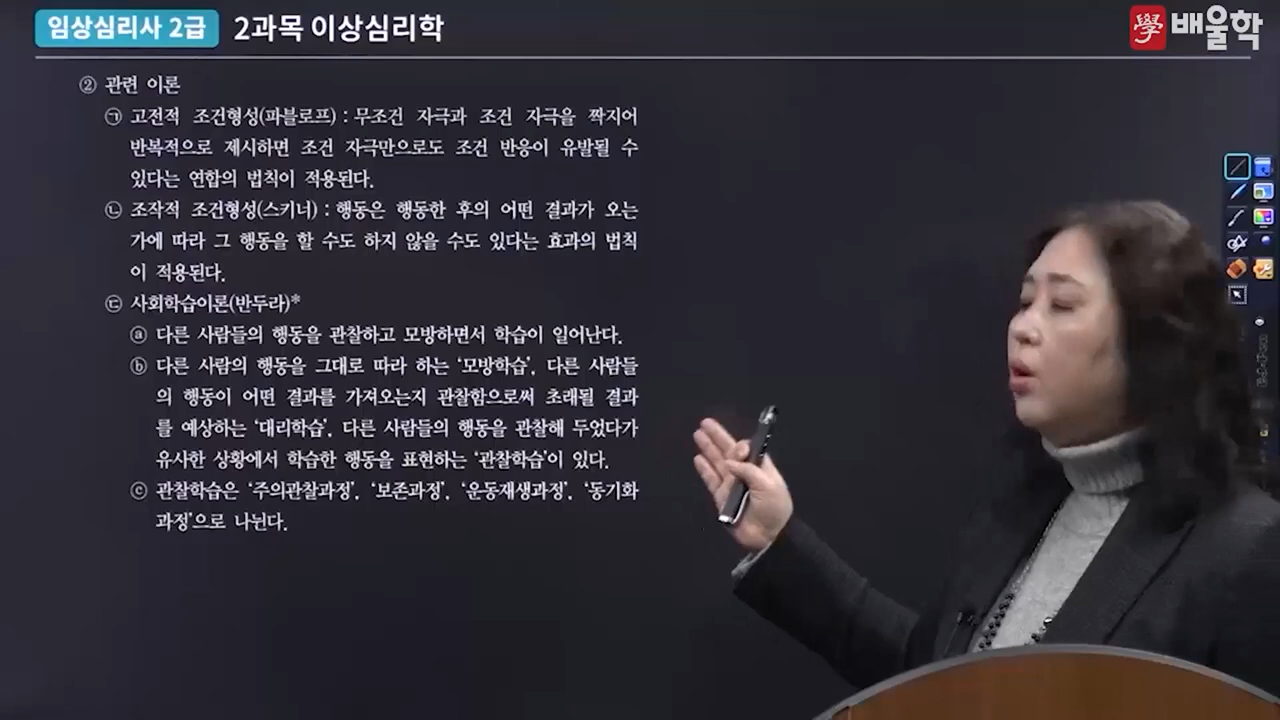 임상심리사 2급 2과목 이상심리학
學 배울학
② 관련 이론
㉠ 고전적 조건형성(파블로프) : 무조건 자극과 조건 자극을 짝지어
반복적으로 제시하면 조건 자극만으로도 조건 반응이 유발될 수
있다는 연합의 법칙이 적용된다.
㉡ 조작적 조건형성(스키너) : 행동은 행동한 후의 어떤 결과가 오는
가에 따라 그 행동을 할 수도 하지 않을 수도 있다는 효과의 법칙
이 적용된다.
㉢ 사회학습이론(반두라)*
ⓐ 다른 사람들의 행동을 관찰하고 모방하면서 학습이 일어난다.
ⓑ 다른 사람의 행동을 그대로 따라 하는 ‘모방학습’, 다른 사람들
의 행동이 어떤 결과를 가져오는지 관찰함으로써 초래될 결과
를 예상하는 ‘대리학습’, 다른 사람들의 행동을 관찰해 두었다가
유사한 상황에서 학습한 행동을 표현하는 ‘관찰학습’이 있다.
ⓒ 관찰학습은 ‘주의관찰과정’, ‘보존과정’, ‘운동재생과정’, ‘동기화
과정’으로 나뉜다.